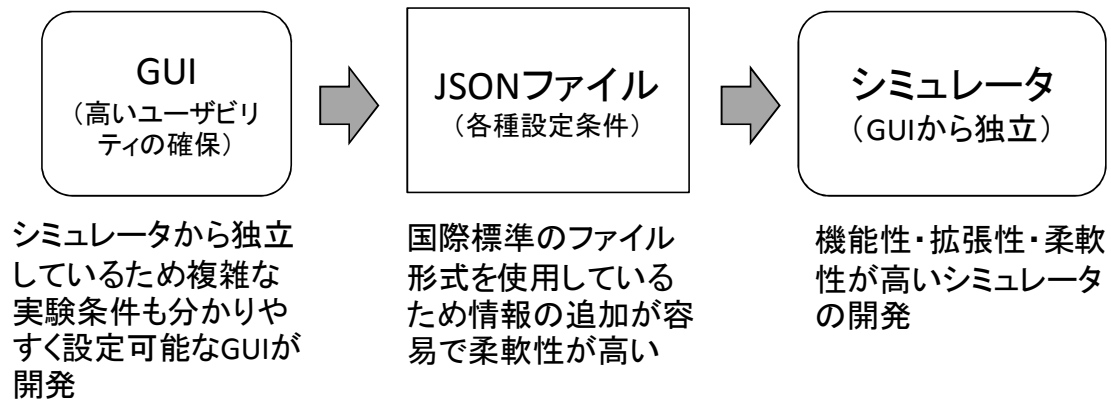 GUI
（高いユーザビリ
ティの確保）
JSONファイル
（各種設定条件）
シミュレータ
（GUIから独立）
シミュレータから独立
しているため複雑な
実験条件も分かりや
すく設定可能なGUIが
開発
国際標準のファイル
形式を使用している
ため情報の追加が容
易で柔軟性が高い
機能性・拡張性・柔軟
性が高いシミュレータ
の開発